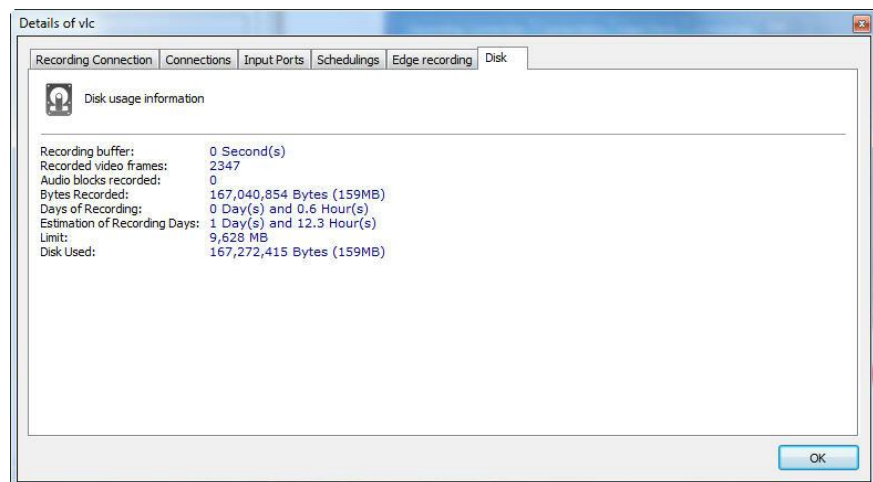 Details of vlc
Recording Connection Connections Input Ports Schedulings Edge recording Disk
Disk usage information
Recording buffer: 0 Second(s)
Recorded video frames: 2347
Audio blocks recorded: 0
Bytes Recorded: 167,040,854 Bytes (159MB)
Days of Recording: 0 Day(s) and 0.6 Hour(s)
Estimation of Recording Days: 1 Day(s) and 12.3 Hour(s)
Limit: 9,628 MB
Disk Used: 167,272,415 Bytes (159MB)
OK